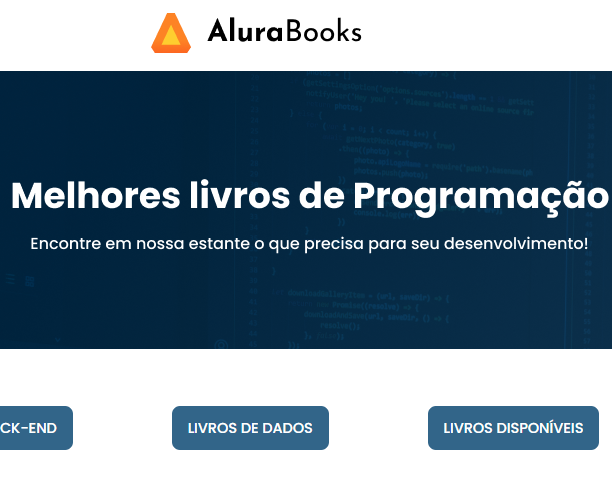 AluraBooks
Melhores livros de Programação
Encontre em nossa estante o que precisa para seu desenvolvimento!
CK-END
LIVROS DE DADOS
LIVROS DISPONÍVEIS